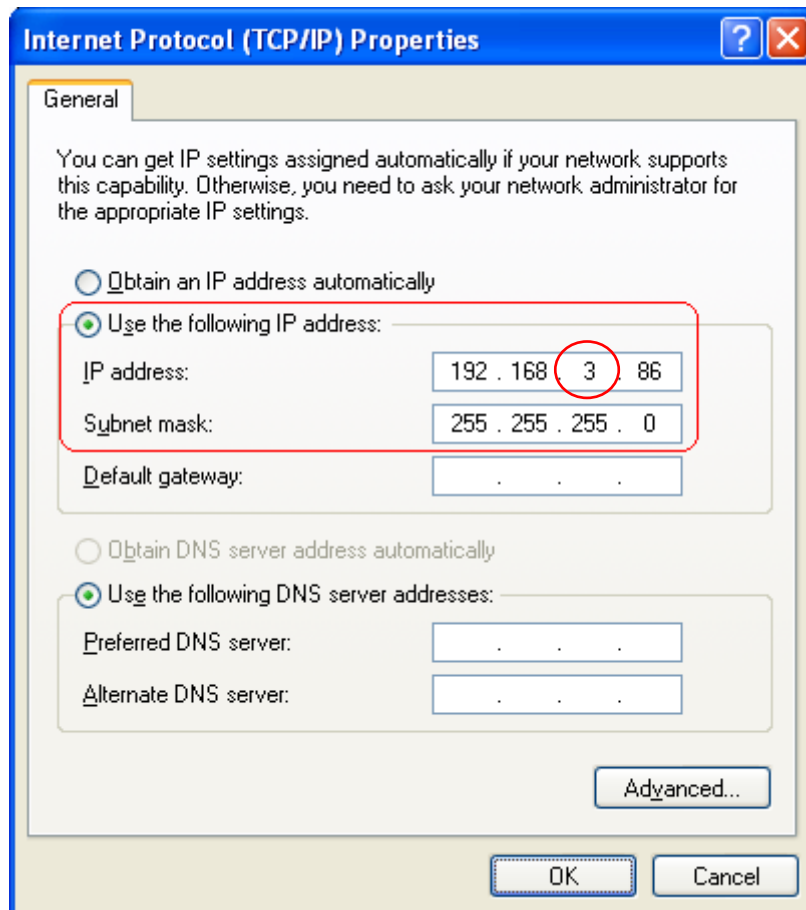 Internet Protocol (TCP/IP) Properties
General
You can get IP settings assigned automatically if your network supports
this capability. Otherwise, you need to ask your network administrator for
the appropriate IP settings.
Obtain an IP address automatically
Use the following IP address:
IP address: 192 . 168 . 3 . 86
Subnet mask: 255 . 255 . 255 . 0
Default gateway: . . .
Obtain DNS server address automatically
Use the following DNS server addresses:
Preferred DNS server: . . .
Alternate DNS server: . . .
Advanced...
OK Cancel